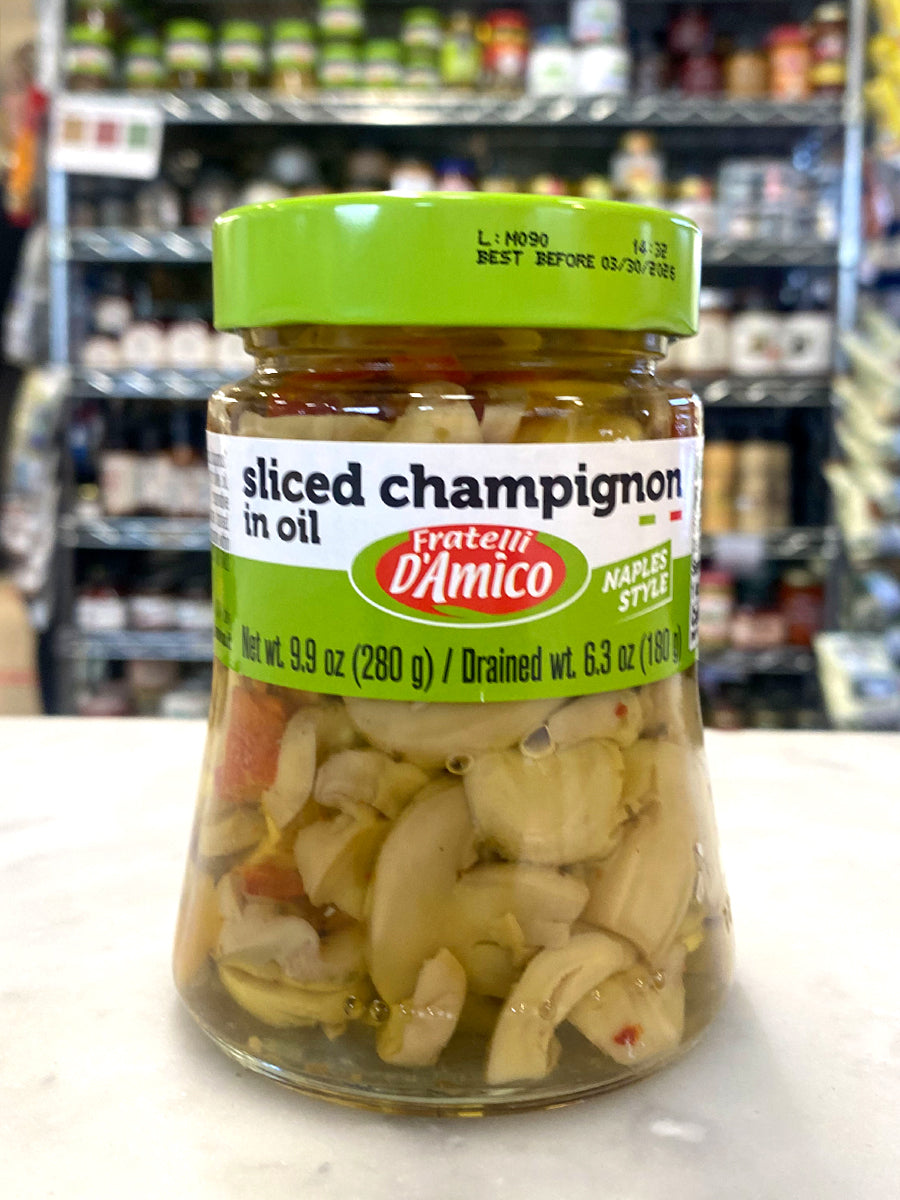 L:M090 14:32
BEST BEFORE 03/30/2026
sliced champignon
in oil
Fratelli
D'Amico
NAPLES
STYLE
Net wt. 9.9 oz (280 g) / Drained wt. 6.3 oz (180 g)